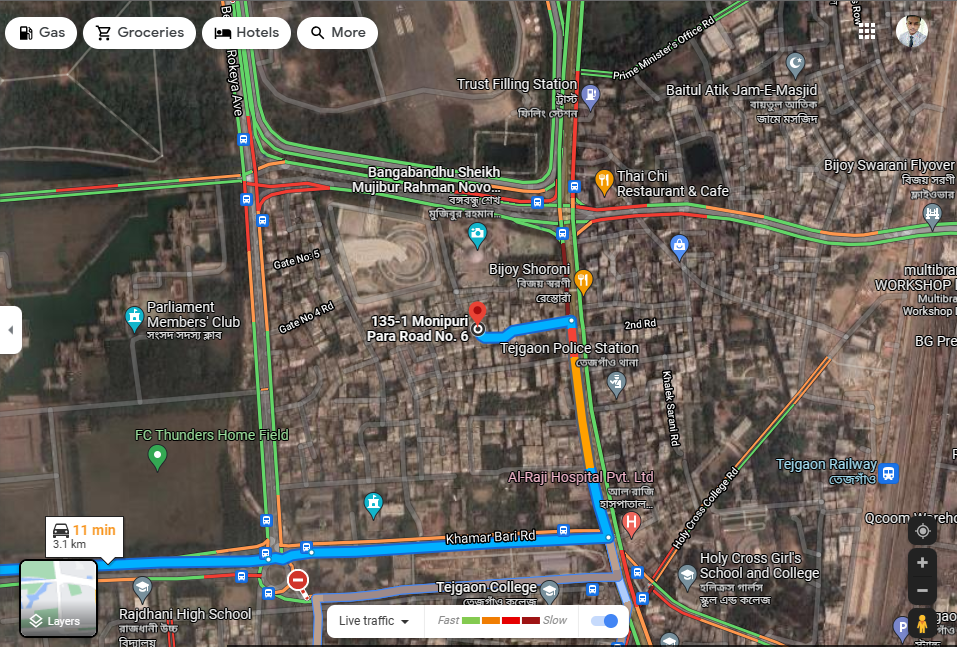 Gas
Groceries
Hotels
More
Rokeya Ave
Prime Minister's Office Rd
Trust Filling Station
ট্রাস্ট
ফিলিং স্টেশন
Baitul Atik Jam-E-Masjid
বায়তুল আতিক
জামে মসজিদ
Bangabandhu Sheikh
Mujibur Rahman Novo...
বঙ্গবন্ধু শেখ
মুজিবুর রহমান...
Thai Chi
Restaurant & Cafe
Bijoy Swarani Flyover
বিজয় সরণী
ফ্লাইওভার
Gate No. 5
Bijoy Shoroni
বিজয় স্বরণী
রেস্তোরাঁ
multibran
WORKSHOP
Multibra
Workshop
Parliament
Members' Club
সংসদ সদস্য ক্লাব
Gate No 4 Rd
135-1 Monipuri
Para Road No. 6
2nd Rd
Tejgaon Police Station
তেজগাঁও থানা
BG Pre
Khalek Sarani Rd
FC Thunders Home Field
Al-Raji Hospital Pvt. Ltd
আল-রাজি
হাসপাতাল...
Tejgaon Railway
তেজগাঁও
Holy Cross College Rd
Qcoom Wareho
11 min
3.1 km
Khamar Bari Rd
Holy Cross Girl's
School and College
হলিক্রস গার্লস
স্কুল এন্ড কলেজ
Tejgaon College
তেজগাঁও কলেজ
Rajdhani High School
রাজধানী উচ্চ
বিদ্যালয়
Layers
Live traffic
Fast
Slow